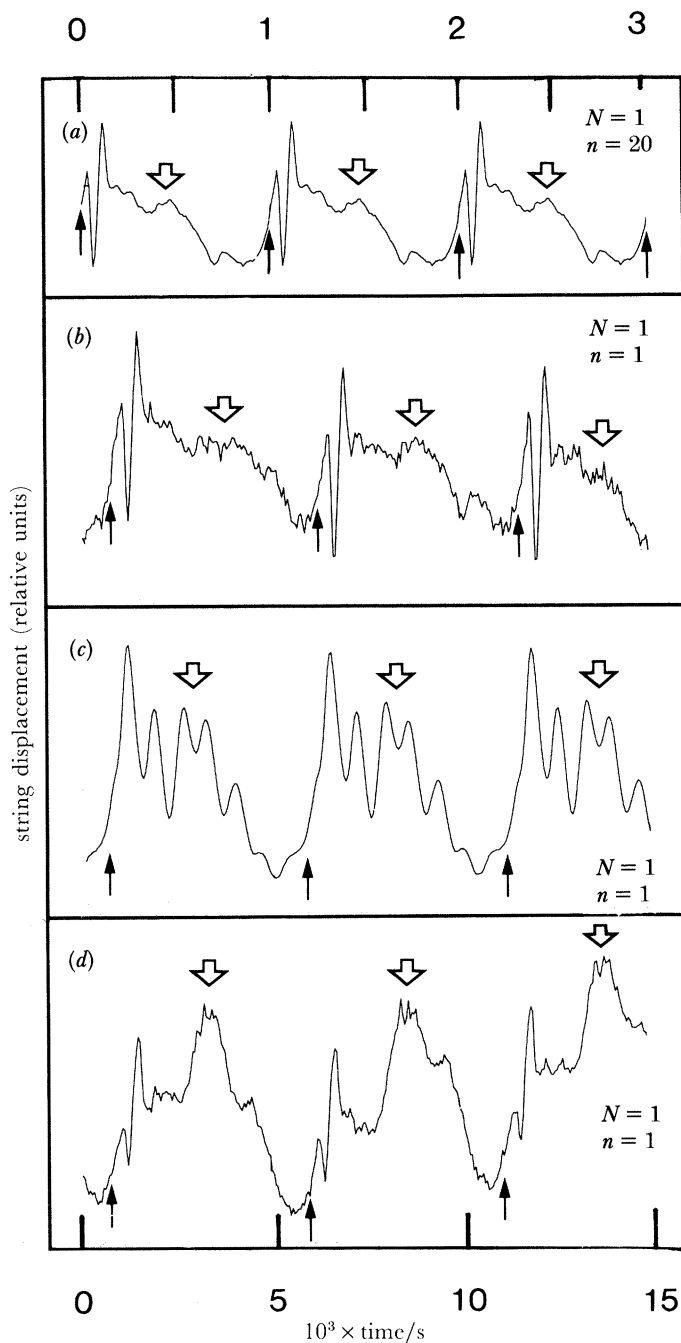 0 1 2 3
(a)
N = 1
n = 20
(b)
N = 1
n = 1
(c)
N = 1
n = 1
(d)
N = 1
n = 1
string displacement (relative units)
0 5 10 15
10³ × time/s